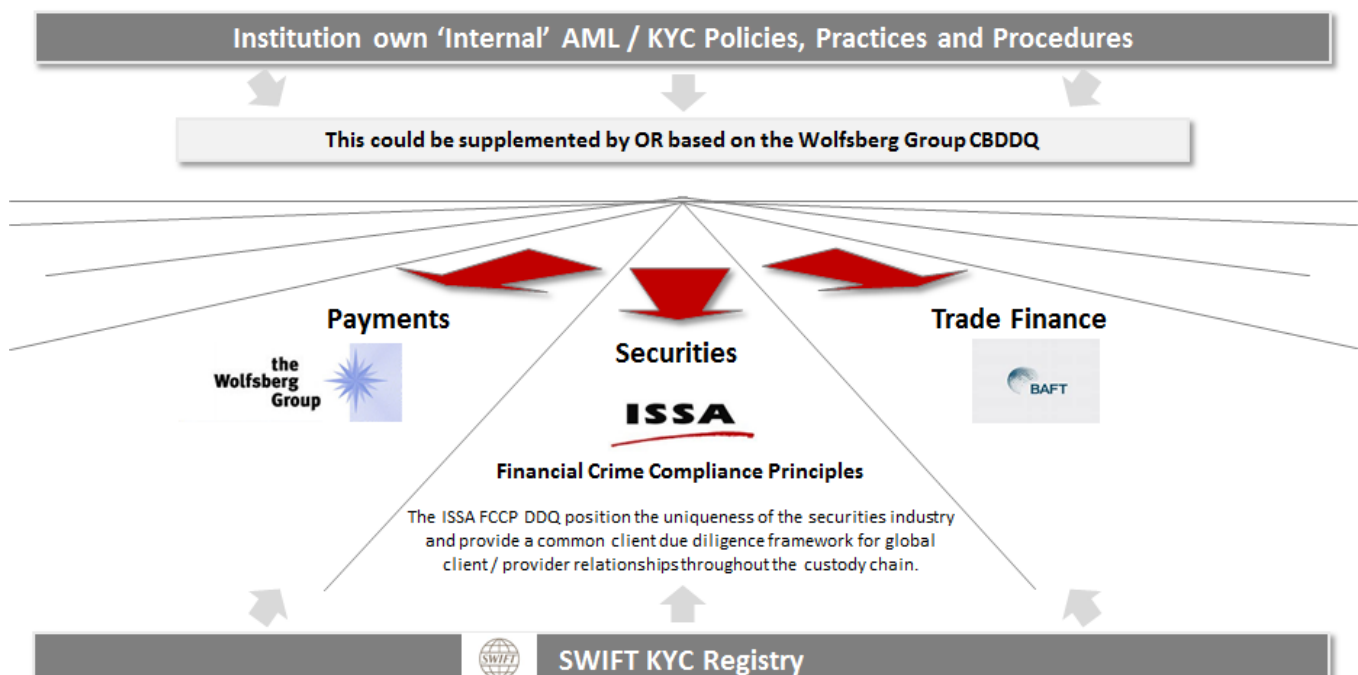 Institution own ‘Internal’ AML / KYC Policies, Practices and Procedures
This could be supplemented by OR based on the Wolfsberg Group CBDDQ
Payments
Trade Finance
the
Wolfsberg
Group
Securities
BAFT
ISSA
Financial Crime Compliance Principles
The ISSA FCCP DDQ position the uniqueness of the securities industry
and provide a common client due diligence framework for global
client / provider relationships throughout the custody chain.
SWIFT
SWIFT KYC Registry